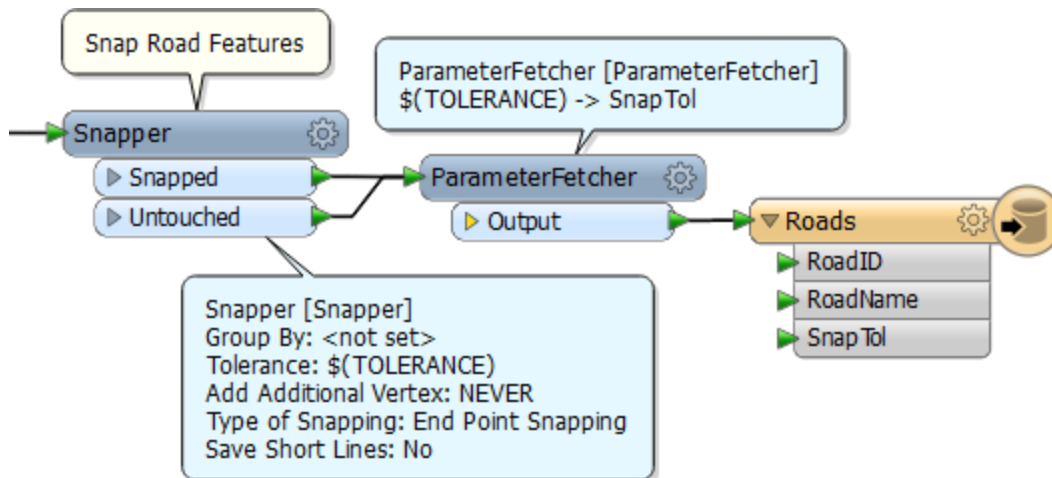 Snap Road Features
ParameterFetcher [ParameterFetcher]
$(TOLERANCE) -> SnapTol
Snapper
Snapped
Untouched
ParameterFetcher
Output
Roads
RoadID
RoadName
SnapTol
Snapper [Snapper]
Group By: <not set>
Tolerance: $(TOLERANCE)
Add Additional Vertex: NEVER
Type of Snapping: End Point Snapping
Save Short Lines: No